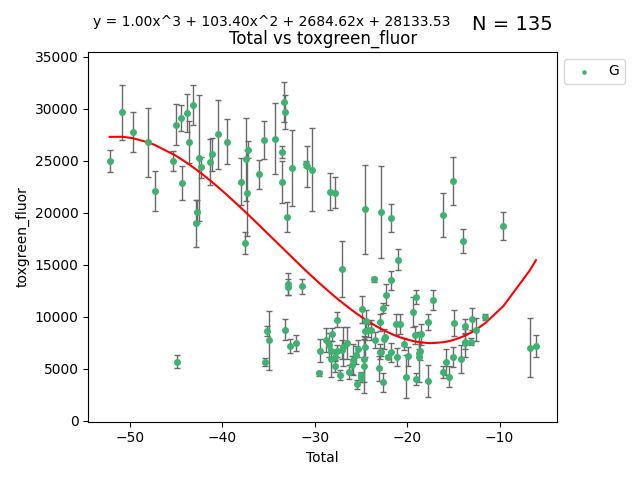 y = 1.00x^3 + 103.40x^2 + 2684.62x + 28133.53
N = 135
Total vs toxgreen_fluor
35000
30000
25000
20000
15000
10000
5000
0
toxgreen_fluor
−50 −40 −30 −20 −10
Total
G